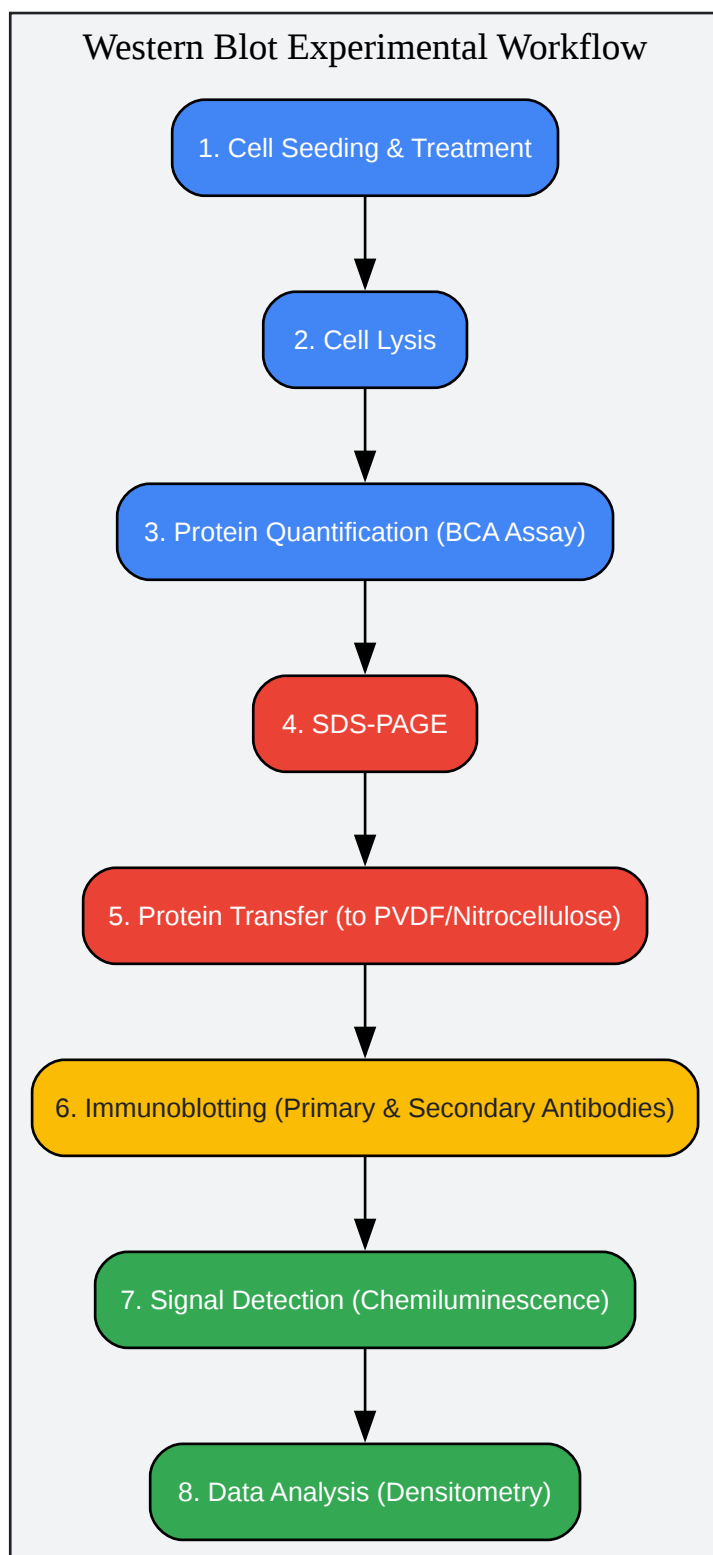 Western Blot Experimental Workflow
1. Cell Seeding & Treatment
2. Cell Lysis
3. Protein Quantification (BCA Assay)
4. SDS-PAGE
5. Protein Transfer (to PVDF/Nitrocellulose)
6. Immunoblotting (Primary & Secondary Antibodies)
7. Signal Detection (Chemiluminescence)
8. Data Analysis (Densitometry)